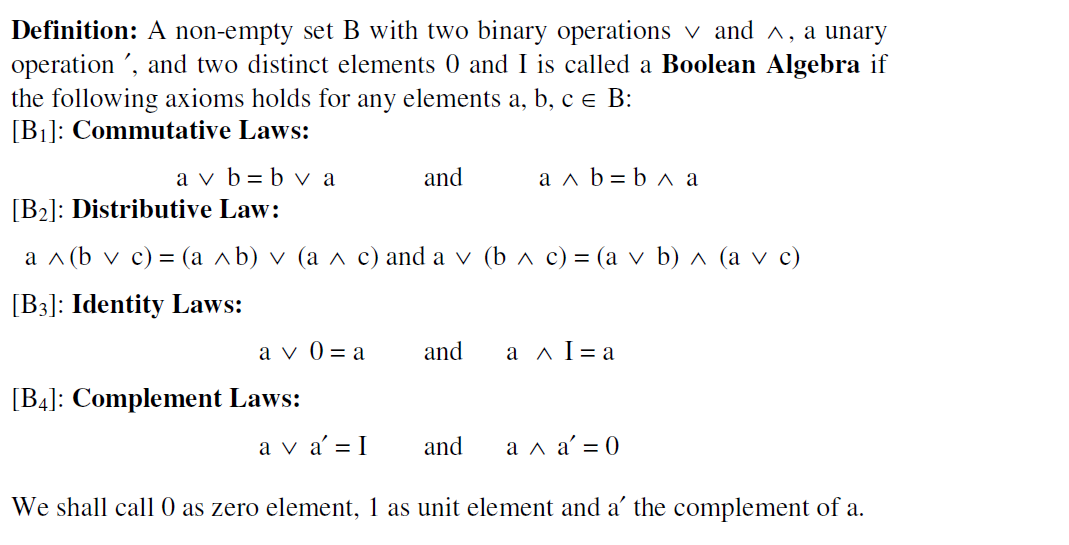 Definition: A non-empty set B with two binary operations ∨ and ∧, a unary
operation ′, and two distinct elements 0 and I is called a Boolean Algebra if
the following axioms holds for any elements a, b, c ∈ B:
[B₁]: Commutative Laws:
a ∨ b = b ∨ a and a ∧ b = b ∧ a
[B₂]: Distributive Law:
a ∧ (b ∨ c) = (a ∧ b) ∨ (a ∧ c) and a ∨ (b ∧ c) = (a ∨ b) ∧ (a ∨ c)
[B₃]: Identity Laws:
a ∨ 0 = a and a ∧ I = a
[B₄]: Complement Laws:
a ∨ a′ = I and a ∧ a′ = 0
We shall call 0 as zero element, 1 as unit element and a′ the complement of a.